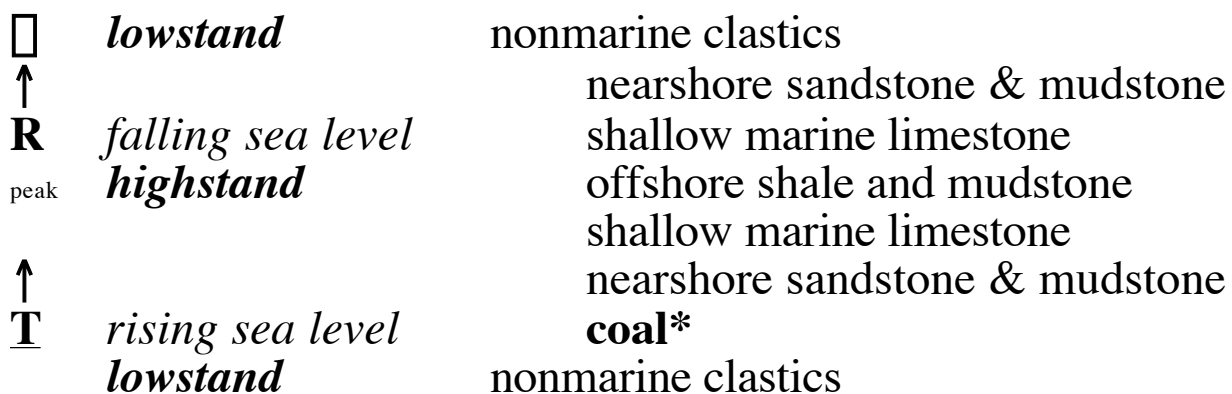 ▯ lowstand nonmarine clastics
↑ nearshore sandstone & mudstone
R falling sea level shallow marine limestone
peak highstand offshore shale and mudstone
shallow marine limestone
↑ nearshore sandstone & mudstone
T rising sea level coal*
lowstand nonmarine clastics